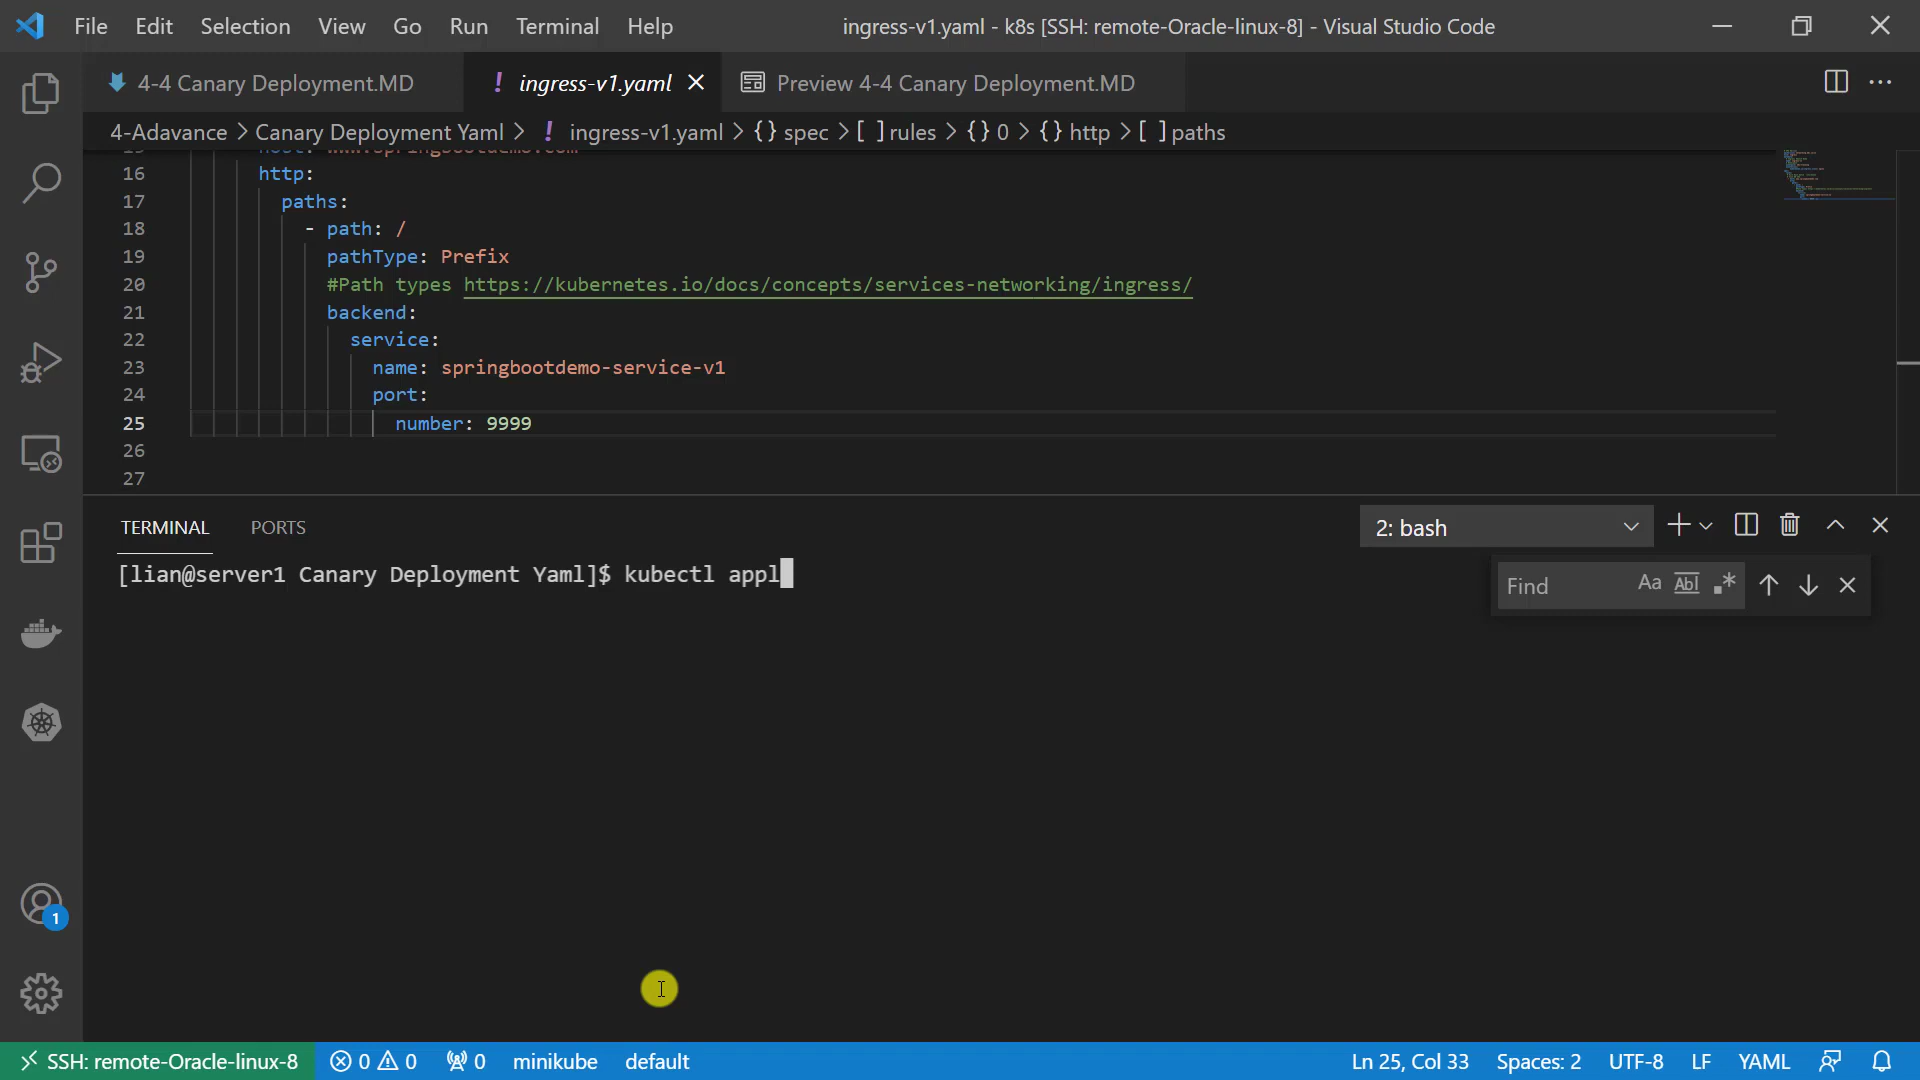 File Edit Selection View Go Run Terminal Help
ingress-v1.yaml - k8s [SSH: remote-Oracle-linux-8] - Visual Studio Code
4-4 Canary Deployment.MD
! ingress-v1.yaml
Preview 4-4 Canary Deployment.MD
4-Adavance > Canary Deployment Yaml > ! ingress-v1.yaml > {} spec > [ ] rules > {} 0 > {} http > [ ] paths
16 http:
17 paths:
18 - path: /
19 pathType: Prefix
20 #Path types https://kubernetes.io/docs/concepts/services-networking/ingress/
21 backend:
22 service:
23 name: springbootdemo-service-v1
24 port:
25 number: 9999
26
27
TERMINAL PORTS
2: bash
[lian@server1 Canary Deployment Yaml]$ kubectl appl
Find Aa Abl .*
1
SSH: remote-Oracle-linux-8 0 0 0 minikube default
Ln 25, Col 33 Spaces: 2 UTF-8 LF YAML